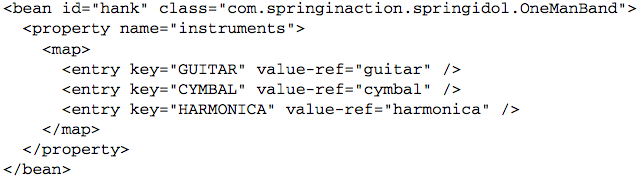 <bean id="hank" class="com.springinaction.springidol.OneManBand">
  <property name="instruments">
    <map>
      <entry key="GUITAR" value-ref="guitar" />
      <entry key="CYMBAL" value-ref="cymbal" />
      <entry key="HARMONICA" value-ref="harmonica" />
    </map>
  </property>
</bean>